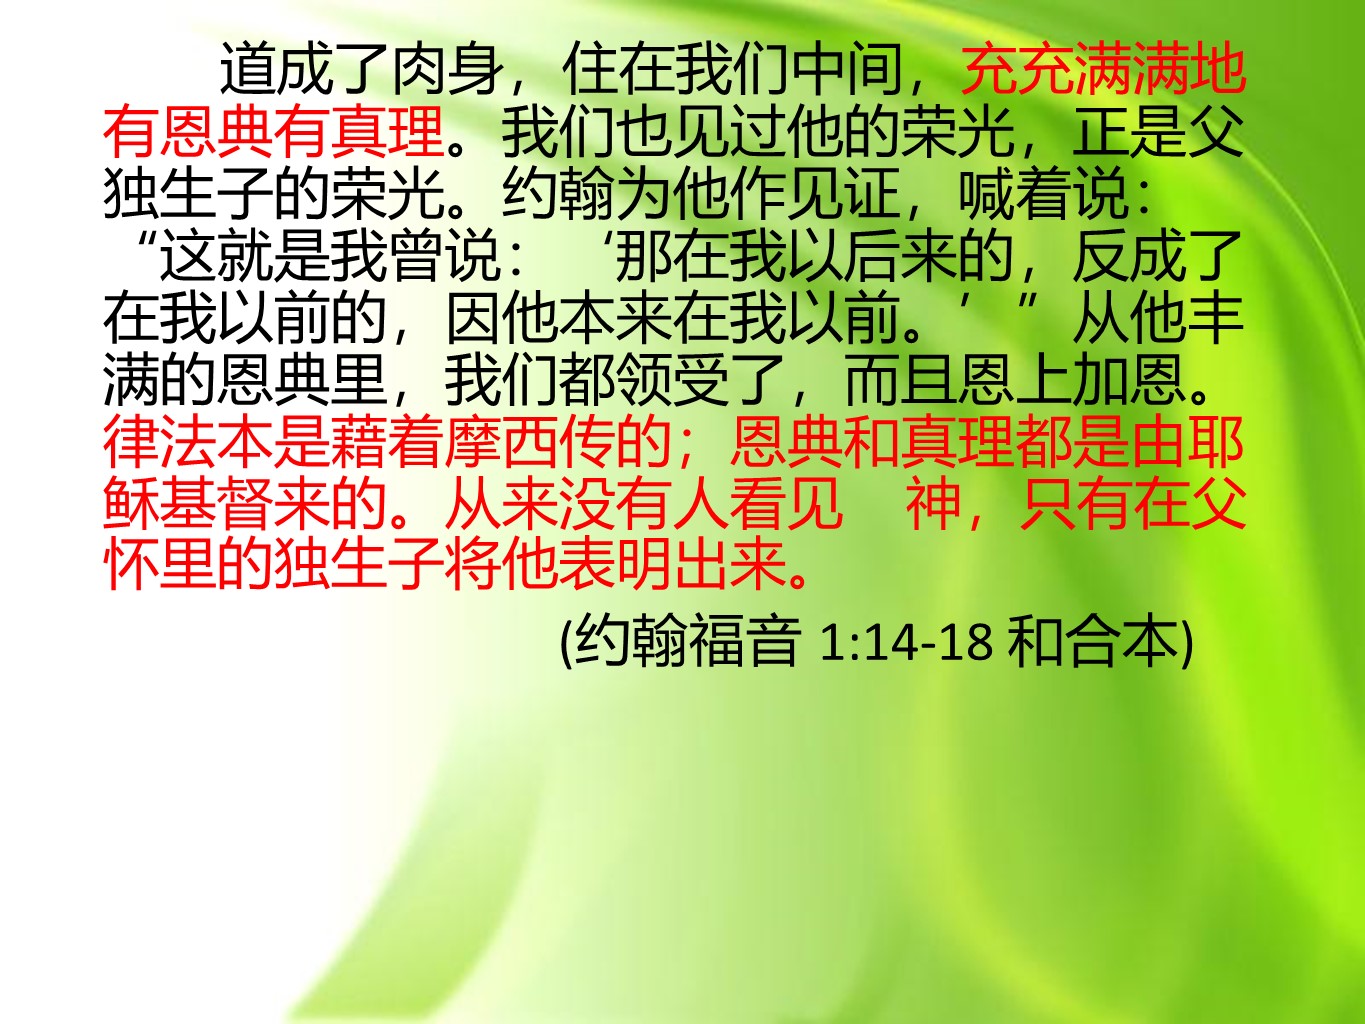 道成了肉身，住在我们中间，充充满满地
有恩典有真理。我们也见过他的荣光，正是父
独生子的荣光。约翰为他作见证，喊着说：
“这就是我曾说：‘那在我以后来的，反成了
在我以前的，因他本来在我以前。’”从他丰
满的恩典里，我们都领受了，而且恩上加恩。
律法本是藉着摩西传的；恩典和真理都是由耶
稣基督来的。从来没有人看见　神，只有在父
怀里的独生子将他表明出来。
(约翰福音 1:14-18 和合本)